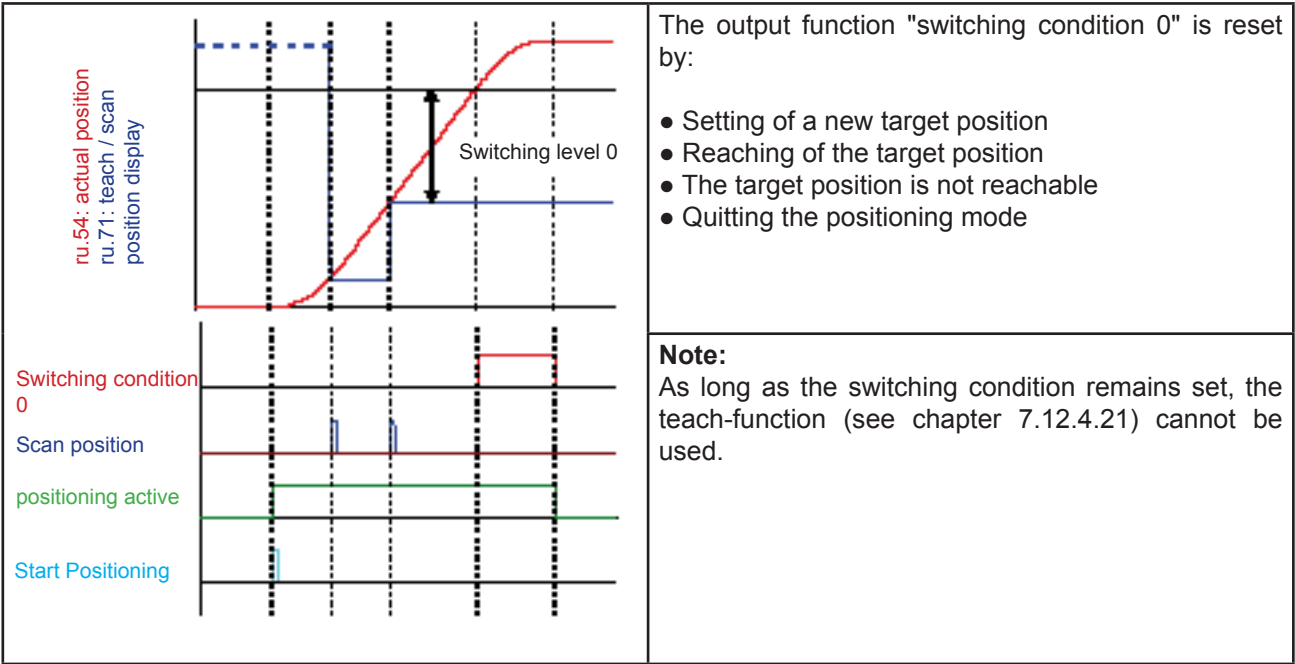 ru.54: actual position
ru.71: teach / scan
position display
Switching level 0
The output function "switching condition 0" is reset
by:
● Setting of a new target position
● Reaching of the target position
● The target position is not reachable
● Quitting the positioning mode
Switching condition
0
Scan position
positioning active
Start Positioning
Note:
As long as the switching condition remains set, the
teach-function (see chapter 7.12.4.21) cannot be
used.